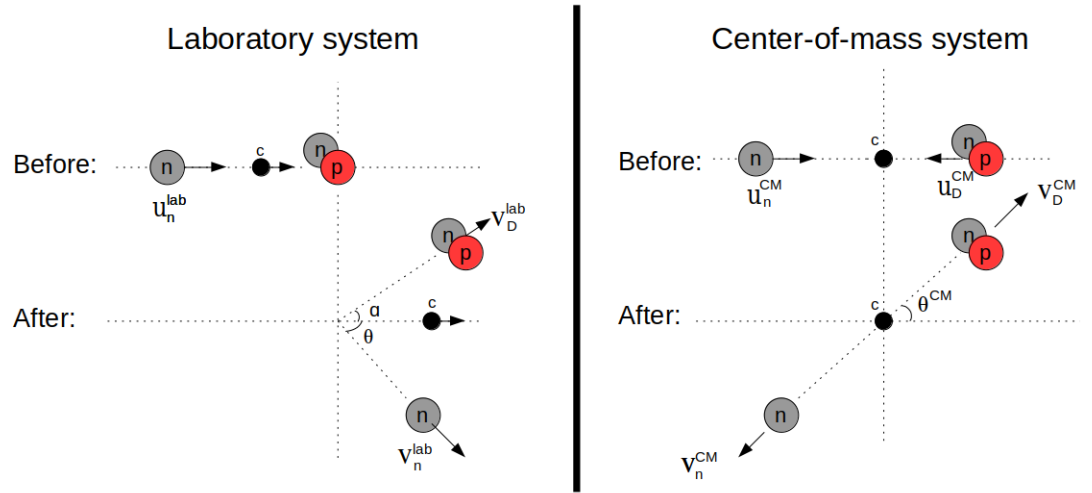 Laboratory system
Before:
n
c
n
p
u_n^lab
n
p
v_D^lab
After:
α
θ
c
n
v_n^lab
Center-of-mass system
Before:
n
c
n
p
u_n^CM
u_D^CM
n
p
v_D^CM
After:
c
θ^CM
n
v_n^CM